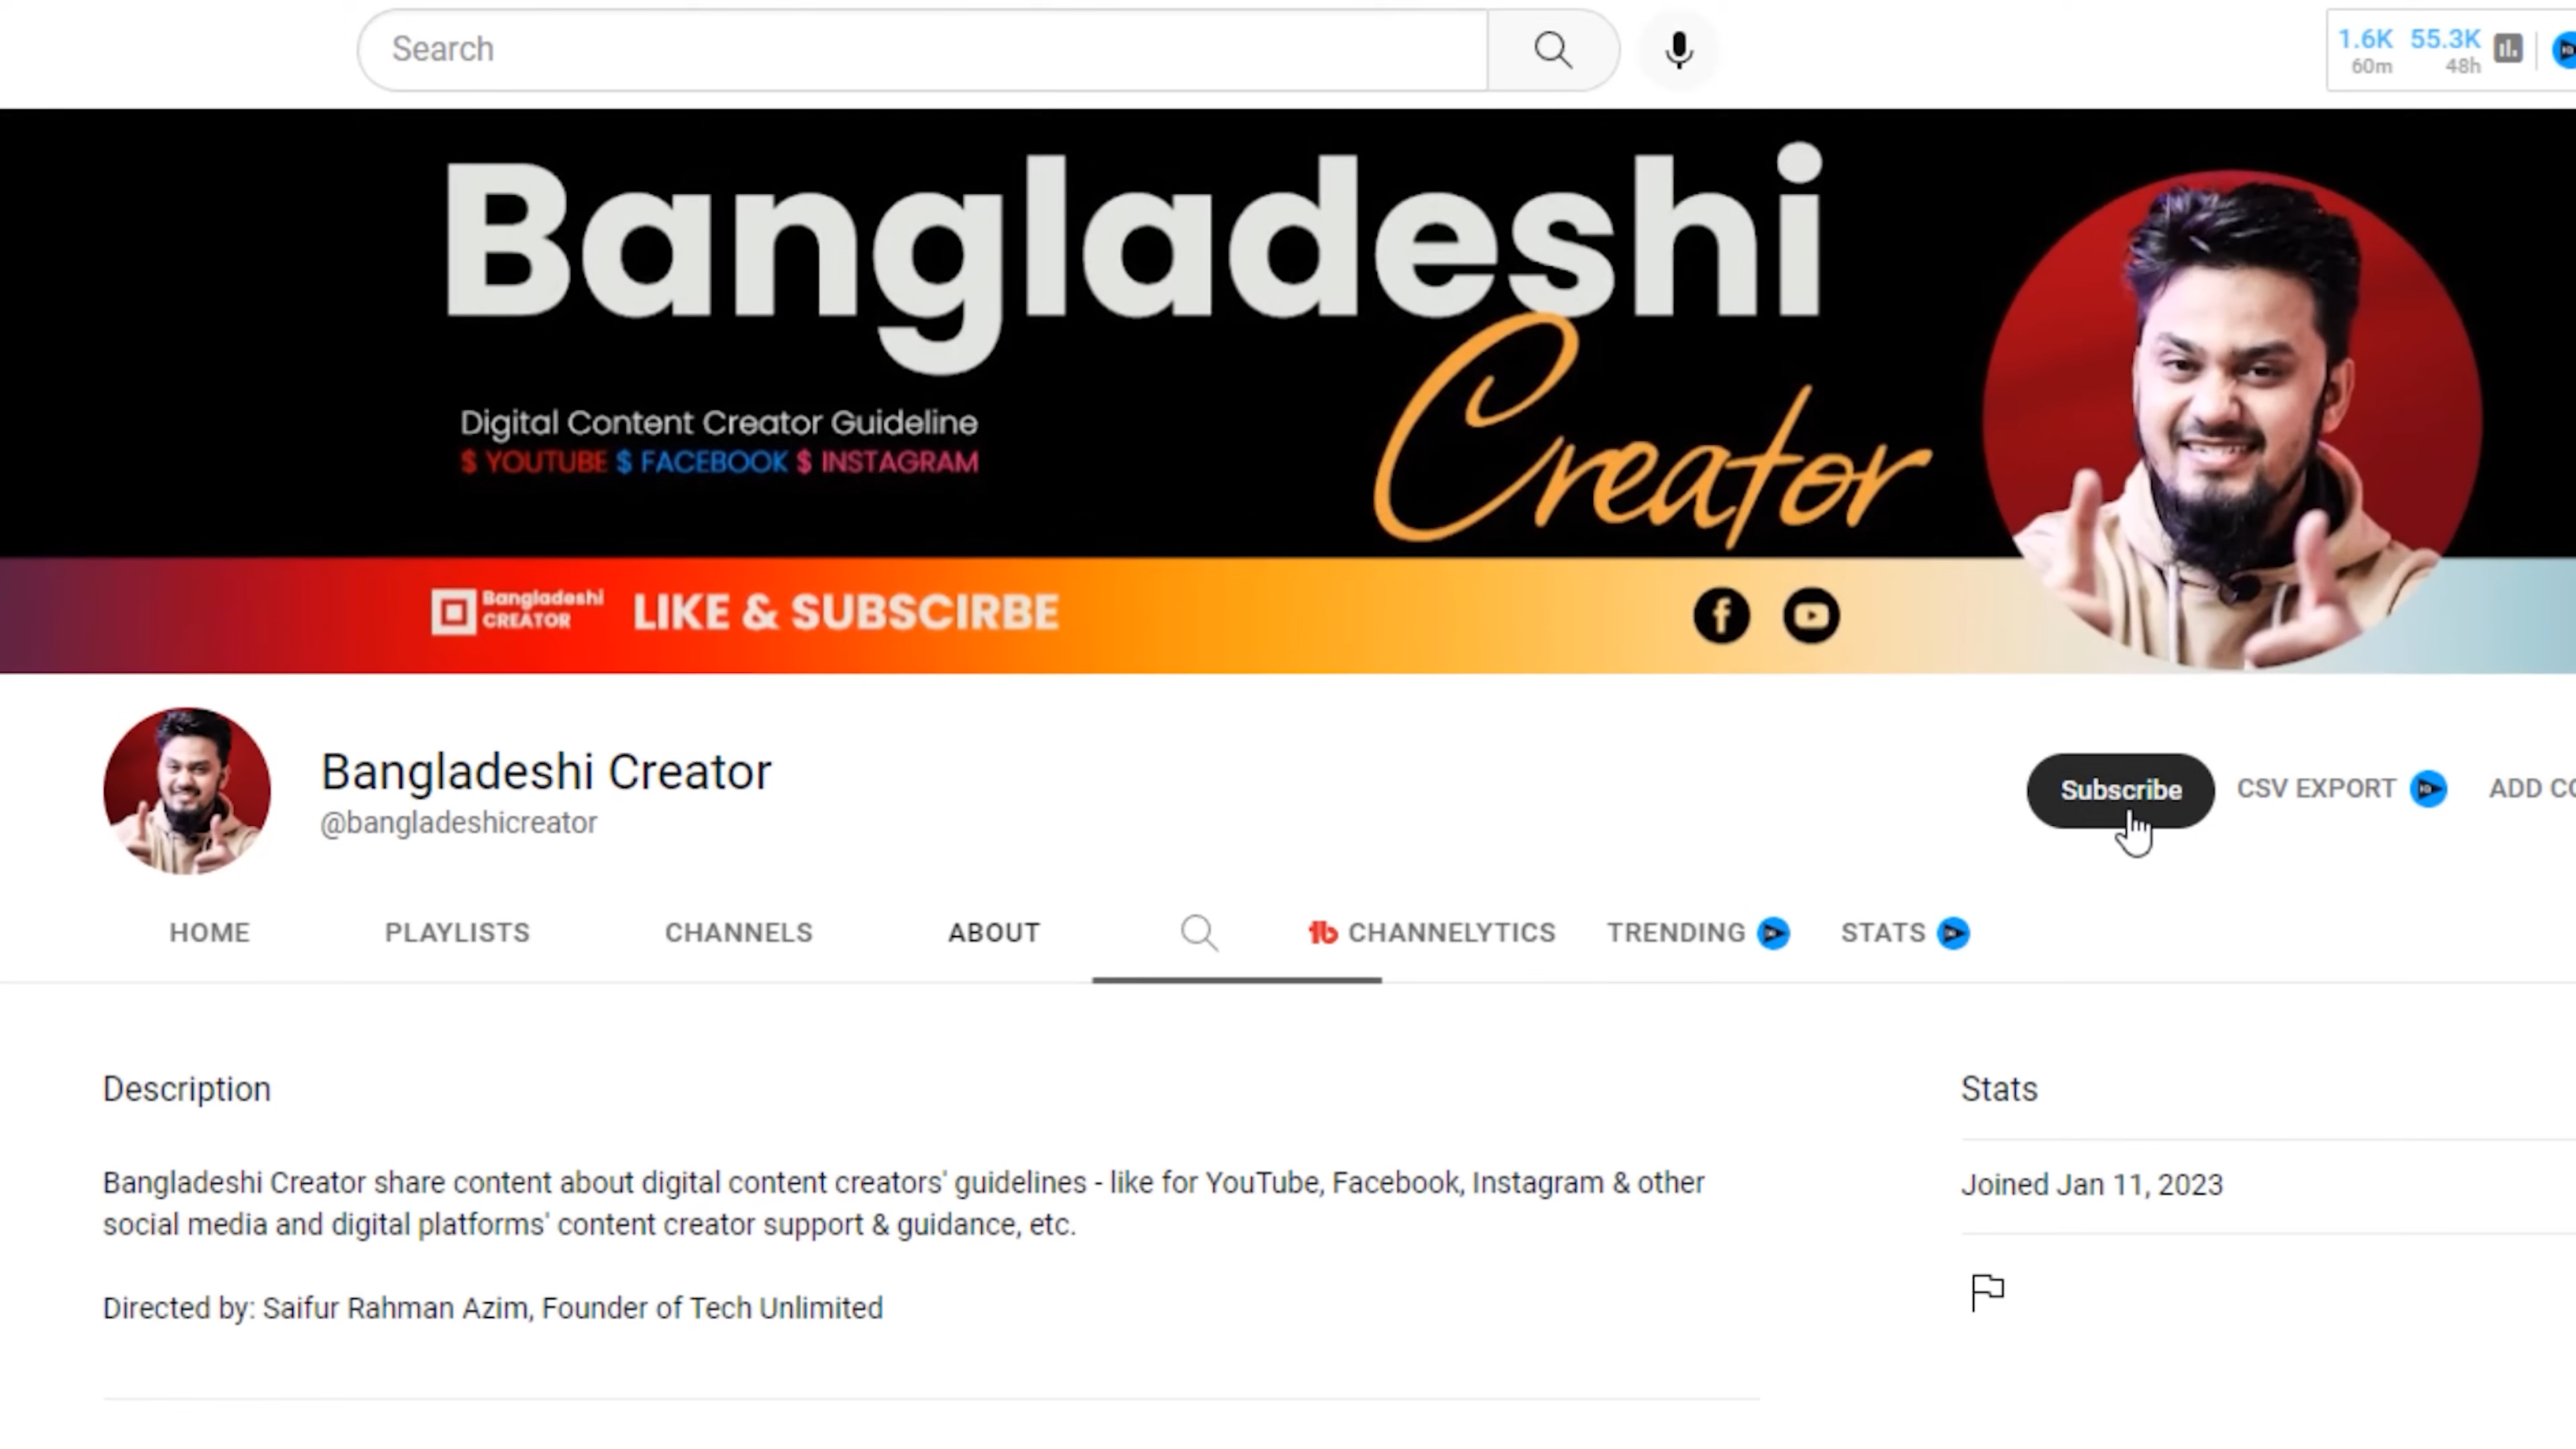 Search
1.6K 55.3K
60m 48h
Bangladeshi
Creator
Digital Content Creator Guideline
$ YOUTUBE $ FACEBOOK $ INSTAGRAM
Bangladeshi
CREATOR
LIKE & SUBSCIRBE
Bangladeshi Creator
@bangladeshicreator
Subscribe CSV EXPORT ADD CO
HOME PLAYLISTS CHANNELS ABOUT CHANNELYTICS TRENDING STATS
Description
Stats
Bangladeshi Creator share content about digital content creators' guidelines - like for YouTube, Facebook, Instagram & other
social media and digital platforms' content creator support & guidance, etc.
Joined Jan 11, 2023
Directed by: Saifur Rahman Azim, Founder of Tech Unlimited